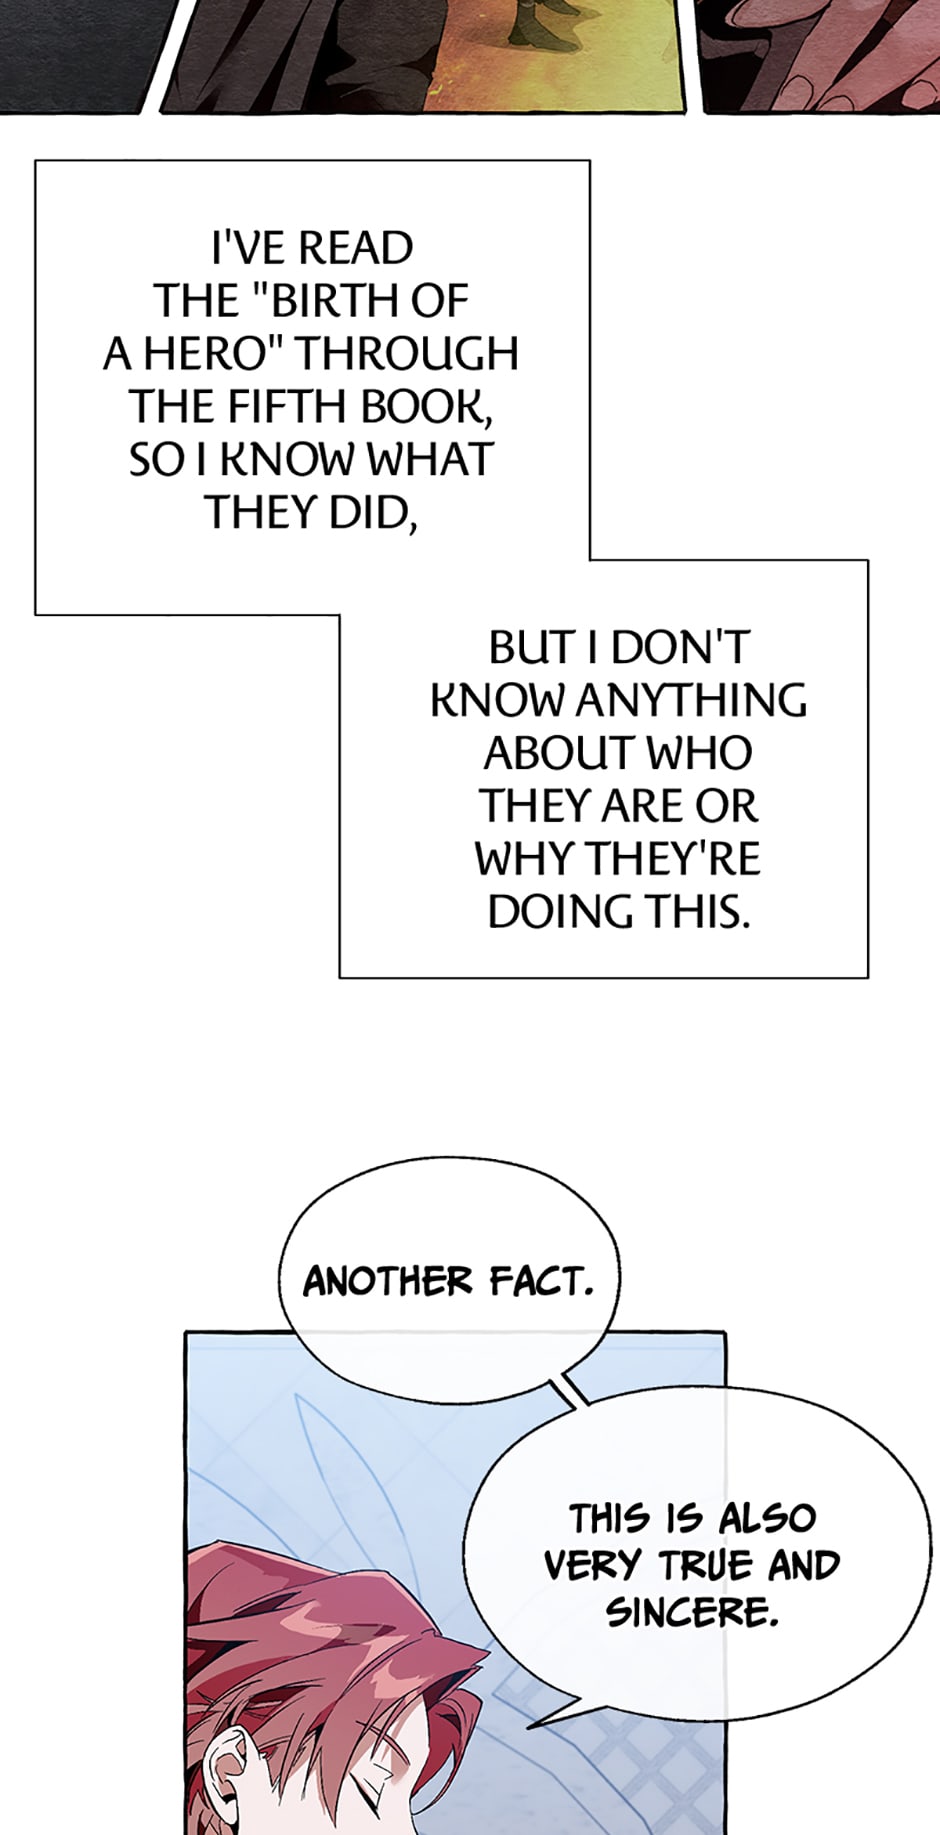 I'VE READ
THE "BIRTH OF
A HERO" THROUGH
THE FIFTH BOOK,
SO I KNOW WHAT
THEY DID,
BUT I DON'T
KNOW ANYTHING
ABOUT WHO
THEY ARE OR
WHY THEY'RE
DOING THIS.
ANOTHER FACT.
THIS IS ALSO
VERY TRUE AND
SINCERE.